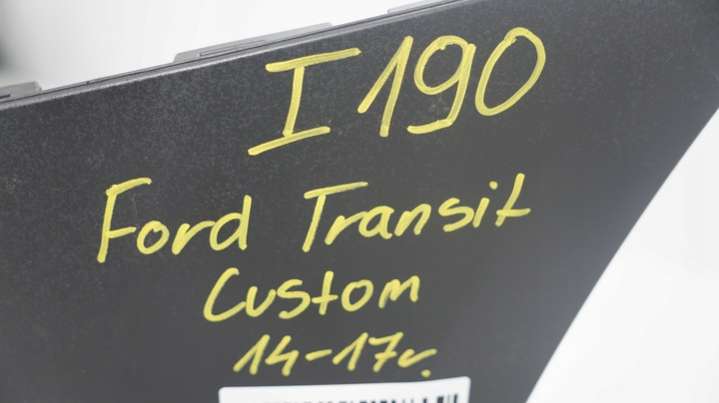 I190
Ford Transit
Custom
14-17r.